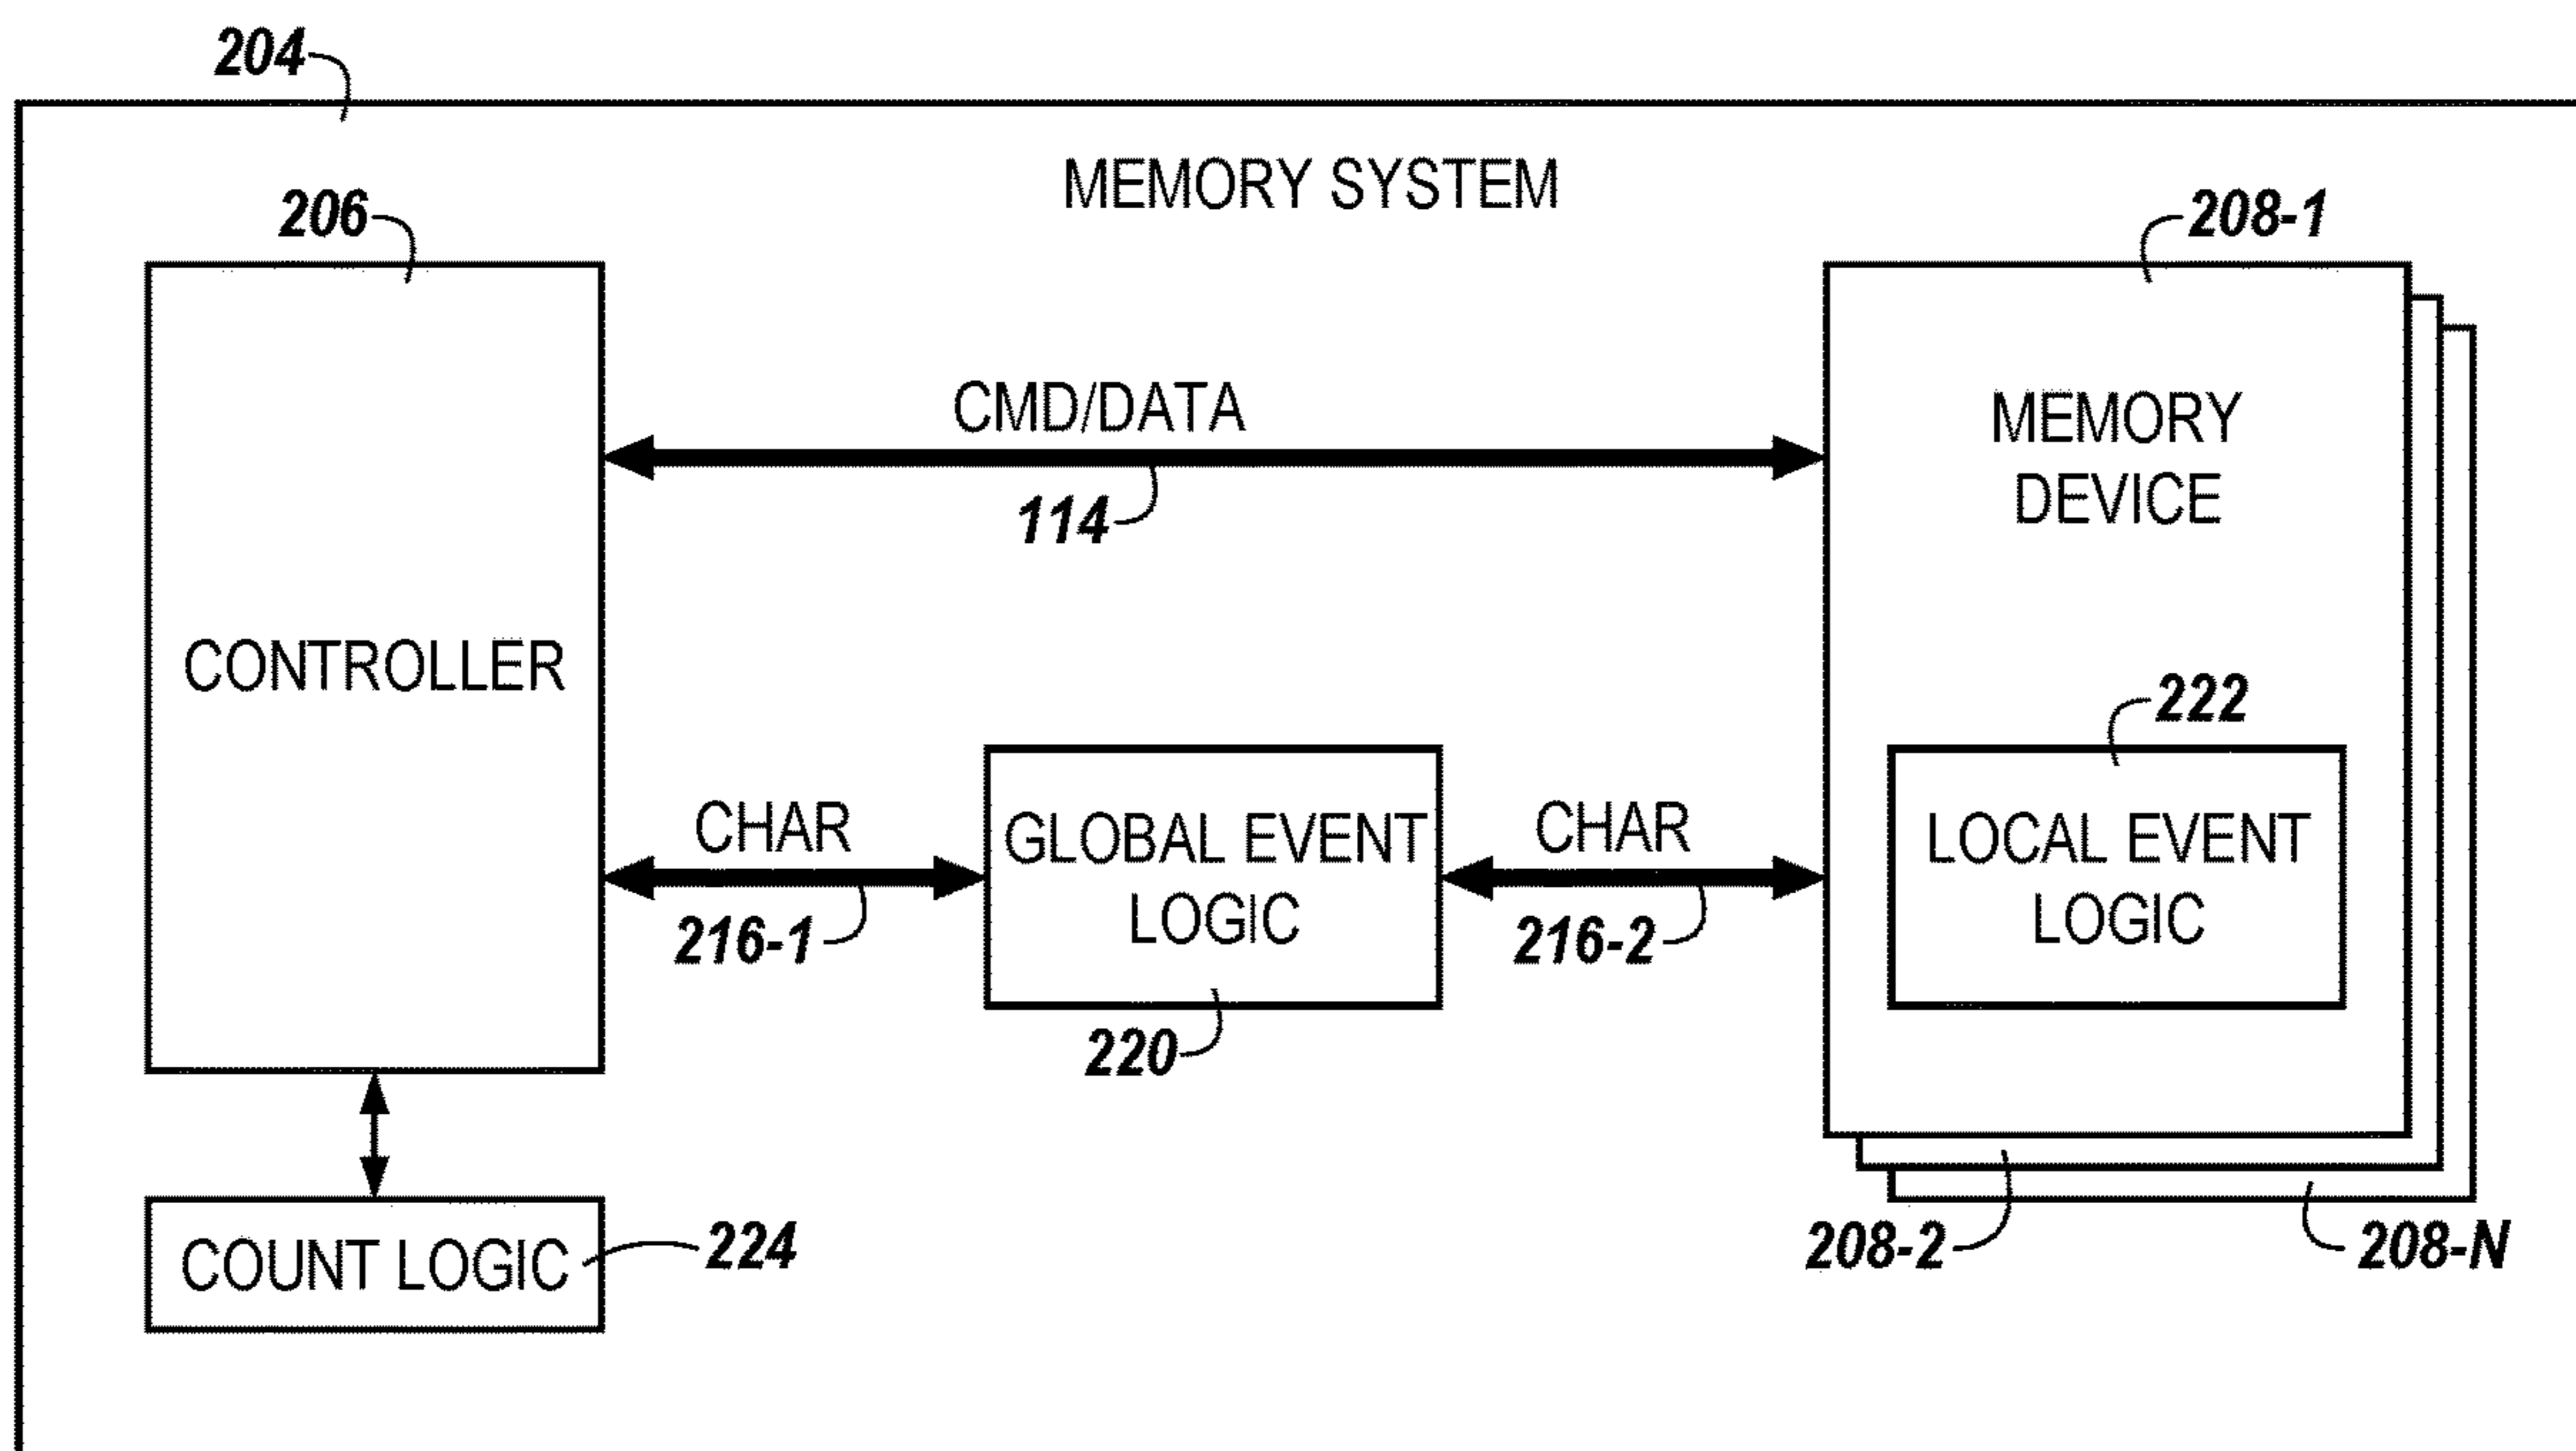 204
MEMORY SYSTEM
206
208-1
CMD/DATA
114
MEMORY
DEVICE
CONTROLLER
222
CHAR
216-1
GLOBAL EVENT
LOGIC
220
CHAR
216-2
LOCAL EVENT
LOGIC
COUNT LOGIC
224
208-2
208-N